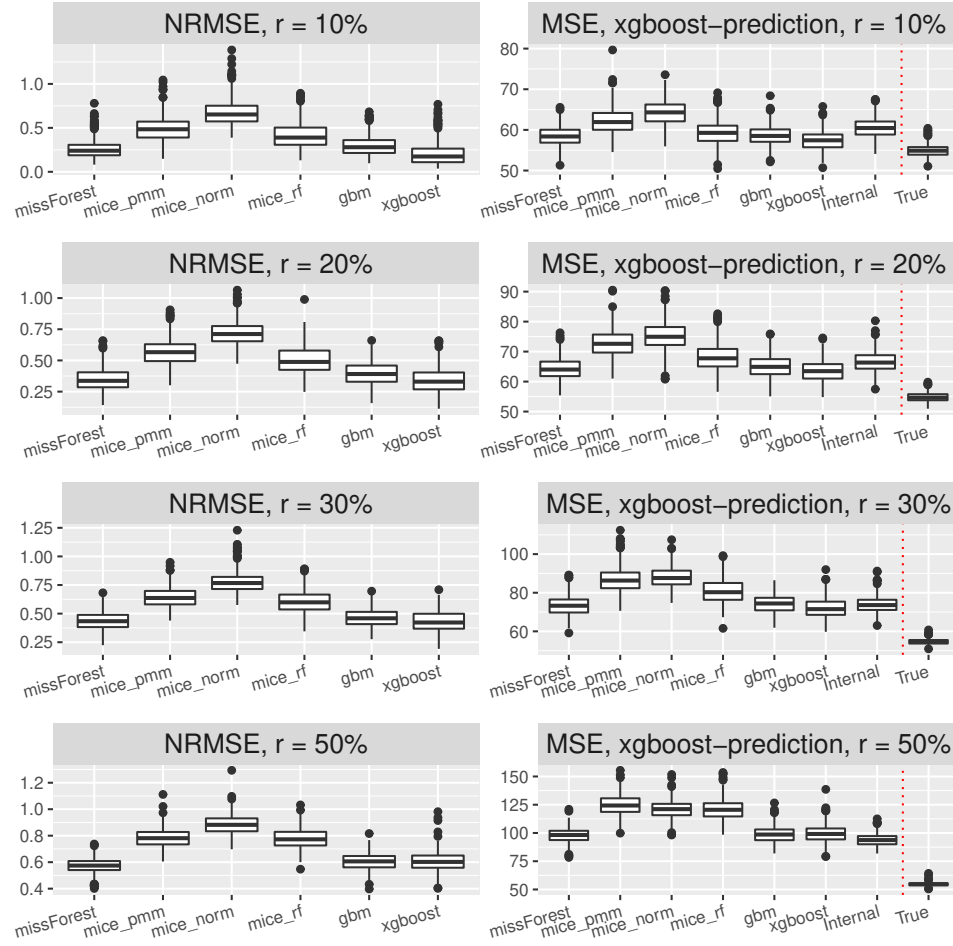 NRMSE, r = 10%
1.0
0.5
0.0
missForest mice_pmm mice_norm mice_rf gbm xgboost
MSE, xgboost−prediction, r = 10%
80
70
60
50
missForest mice_pmm mice_norm mice_rf gbm xgboost Internal True
NRMSE, r = 20%
1.00
0.75
0.50
0.25
missForest mice_pmm mice_norm mice_rf gbm xgboost
MSE, xgboost−prediction, r = 20%
90
80
70
60
50
missForest mice_pmm mice_norm mice_rf gbm xgboost Internal True
NRMSE, r = 30%
1.25
1.00
0.75
0.50
0.25
missForest mice_pmm mice_norm mice_rf gbm xgboost
MSE, xgboost−prediction, r = 30%
100
80
60
missForest mice_pmm mice_norm mice_rf gbm xgboost Internal True
NRMSE, r = 50%
1.2
1.0
0.8
0.6
0.4
missForest mice_pmm mice_norm mice_rf gbm xgboost
MSE, xgboost−prediction, r = 50%
150
125
100
75
50
missForest mice_pmm mice_norm mice_rf gbm xgboost Internal True